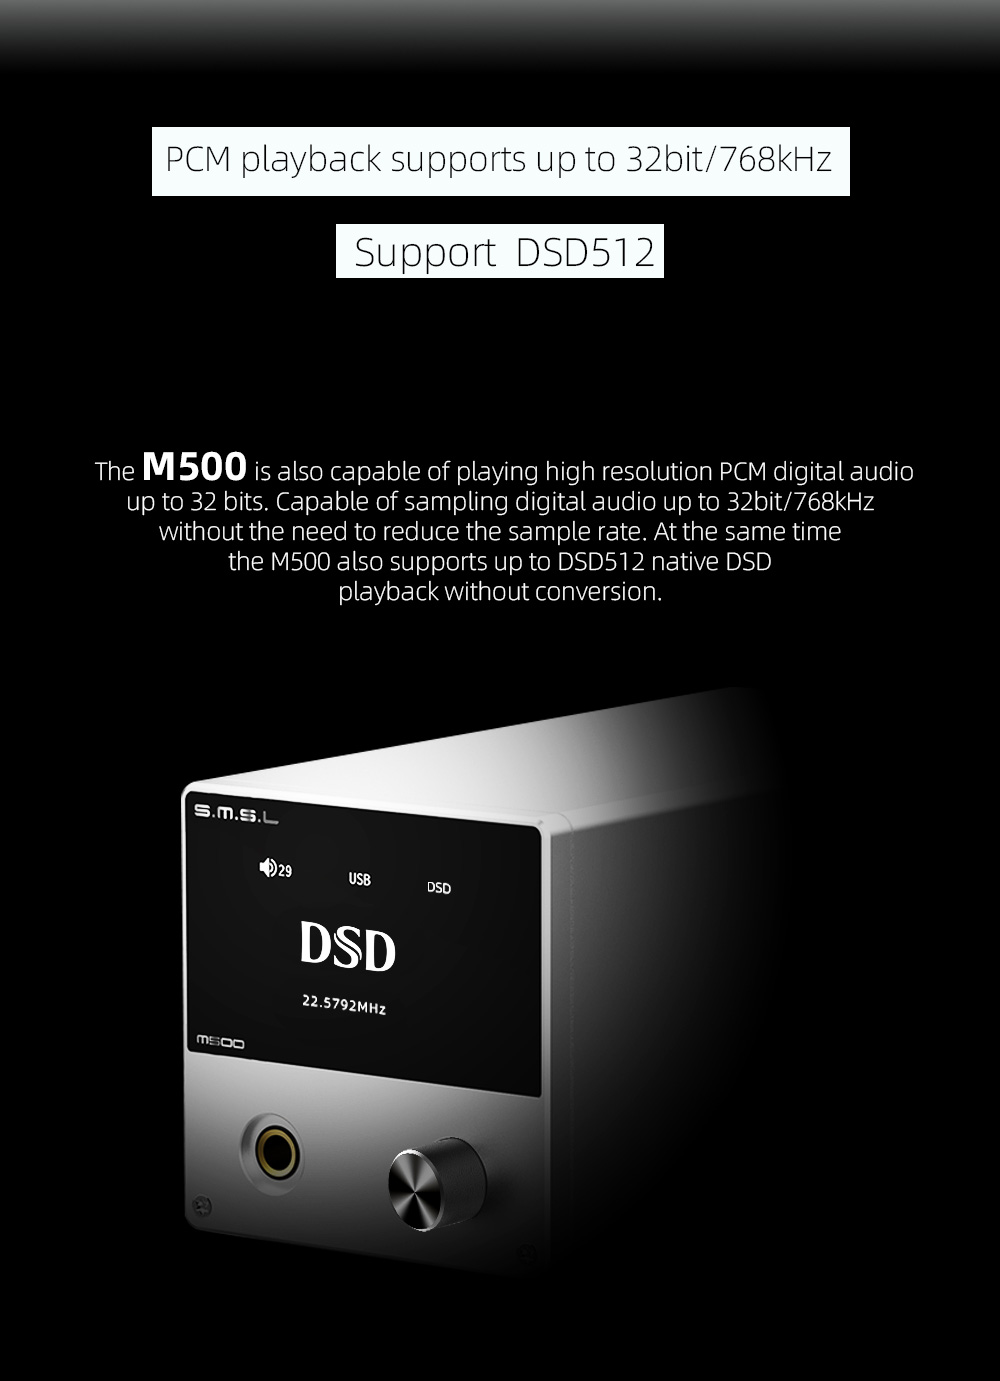 PCM playback supports up to 32bit/768kHz
Support DSD512
The M500 is also capable of playing high resolution PCM digital audio
up to 32 bits. Capable of sampling digital audio up to 32bit/768kHz
without the need to reduce the sample rate. At the same time
the M500 also supports up to DSD512 native DSD
playback without conversion.
S.M.S.L
29 USB DSD
DSD
22.5792MHz
M500